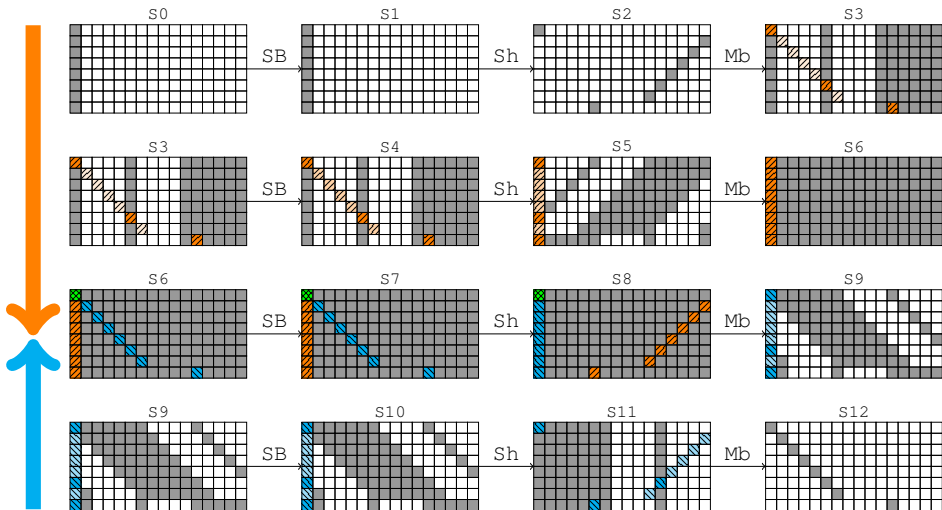 S0 S1 S2 S3
SB Sh Mb
S3 S4 S5 S6
SB Sh Mb
S6 S7 S8 S9
SB Sh Mb
S9 S10 S11 S12
SB Sh Mb